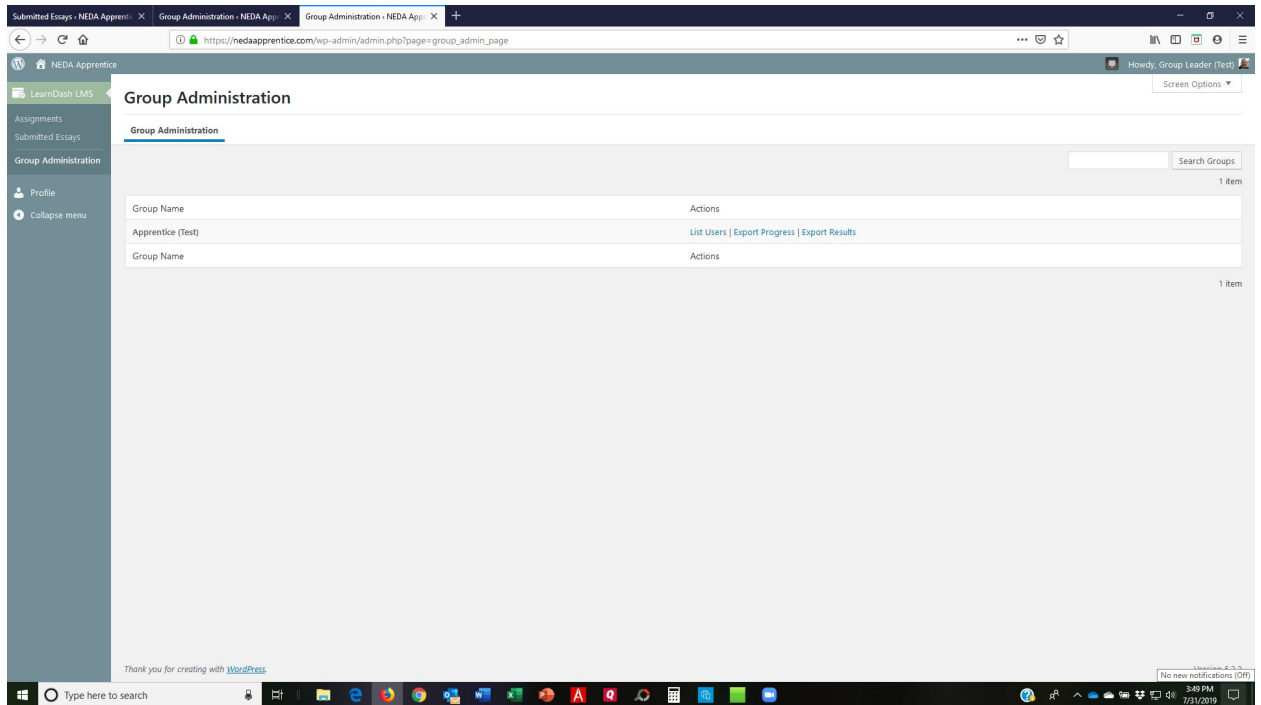 Submitted Essays ‹ NEDA Apprentic
Group Administration ‹ NEDA Appr
Group Administration ‹ NEDA Appr
https://nedaapprentice.com/wp-admin/admin.php?page=group_admin_page
NEDA Apprentice
Howdy, Group Leader (Test)
LearnDash LMS
Assignments
Submitted Essays
Group Administration
Profile
Collapse menu
Screen Options
Group Administration
Group Administration
Search Groups
1 item
Group Name Actions
Apprentice (Test) List Users | Export Progress | Export Results
Group Name Actions
1 item
Thank you for creating with WordPress.
No new notifications (Off)
Type here to search
3:49 PM
7/31/2019